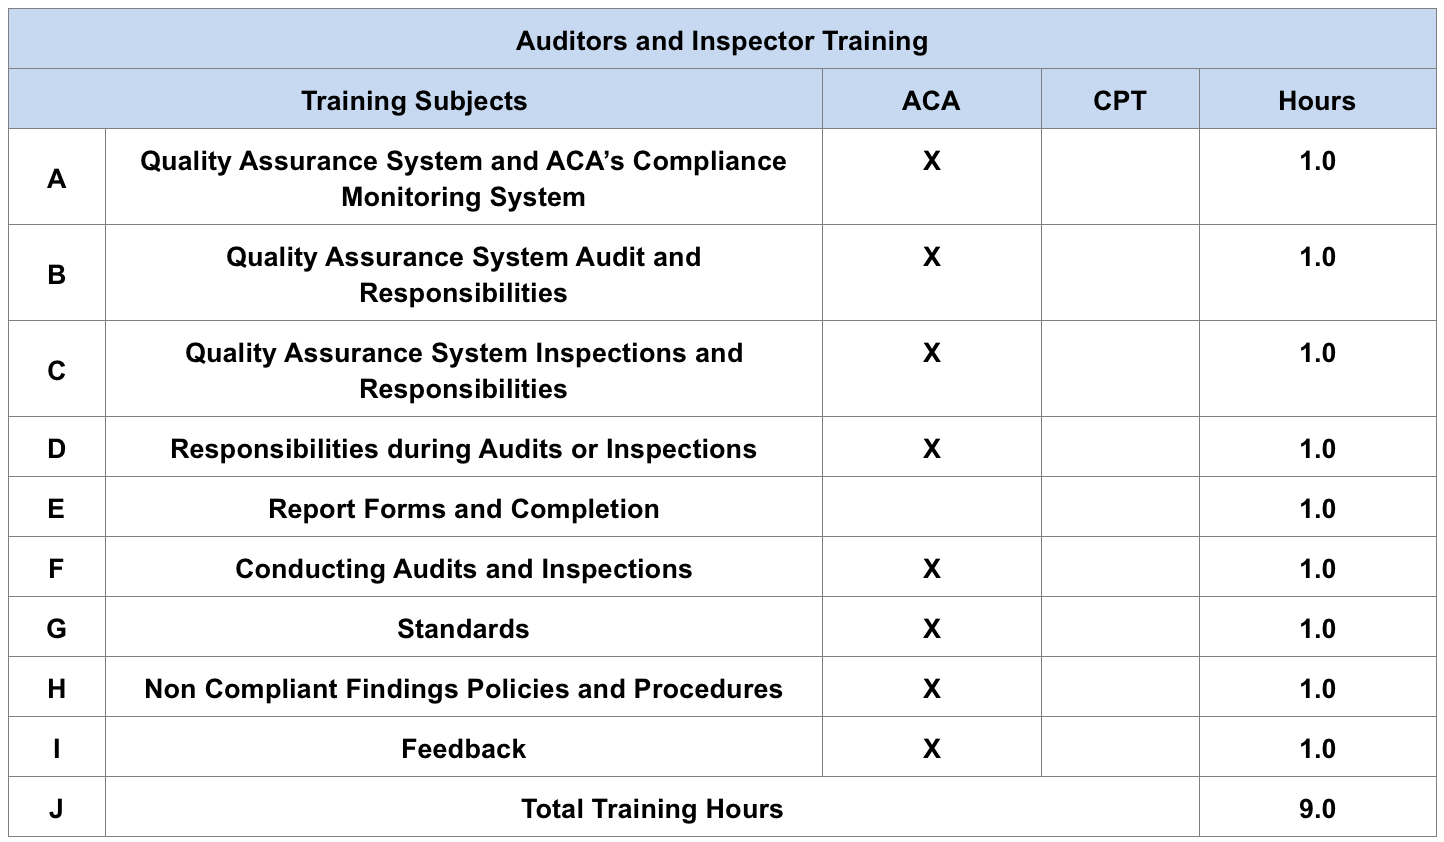 Auditors and Inspector Training
Training Subjects ACA CPT Hours
A Quality Assurance System and ACA’s Compliance X 1.0
Monitoring System
B Quality Assurance System Audit and X 1.0
Responsibilities
C Quality Assurance System Inspections and X 1.0
Responsibilities
D Responsibilities during Audits or Inspections X 1.0
E Report Forms and Completion 1.0
F Conducting Audits and Inspections X 1.0
G Standards X 1.0
H Non Compliant Findings Policies and Procedures X 1.0
I Feedback X 1.0
J Total Training Hours 9.0